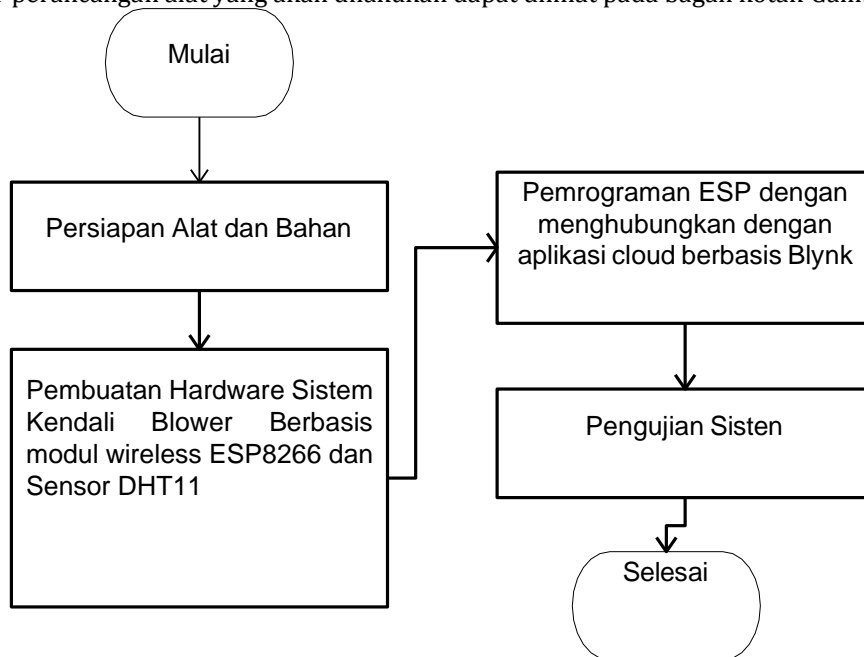 perancangan alat yang akan dilakukan dapat dilihat pada bagan kotak
Mulai
Persiapan Alat dan Bahan
Pembuatan Hardware Sistem
Kendali Blower Berbasis
modul wireless ESP8266 dan
Sensor DHT11
Pemrograman ESP dengan
menghubungkan dengan
aplikasi cloud berbasis Blynk
Pengujian Sisten
Selesai